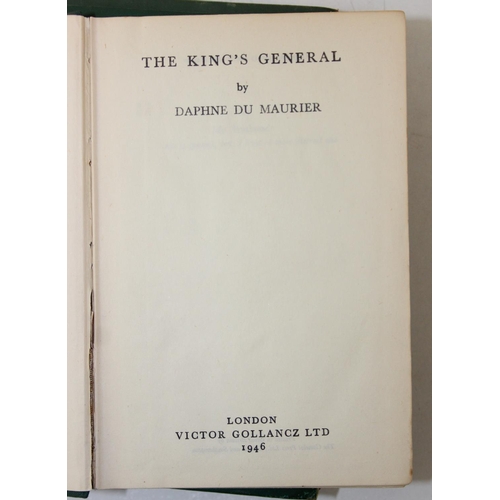 THE KING'S GENERAL
by
DAPHNE DU MAURIER
LONDON
VICTOR GOLLANCZ LTD
1946